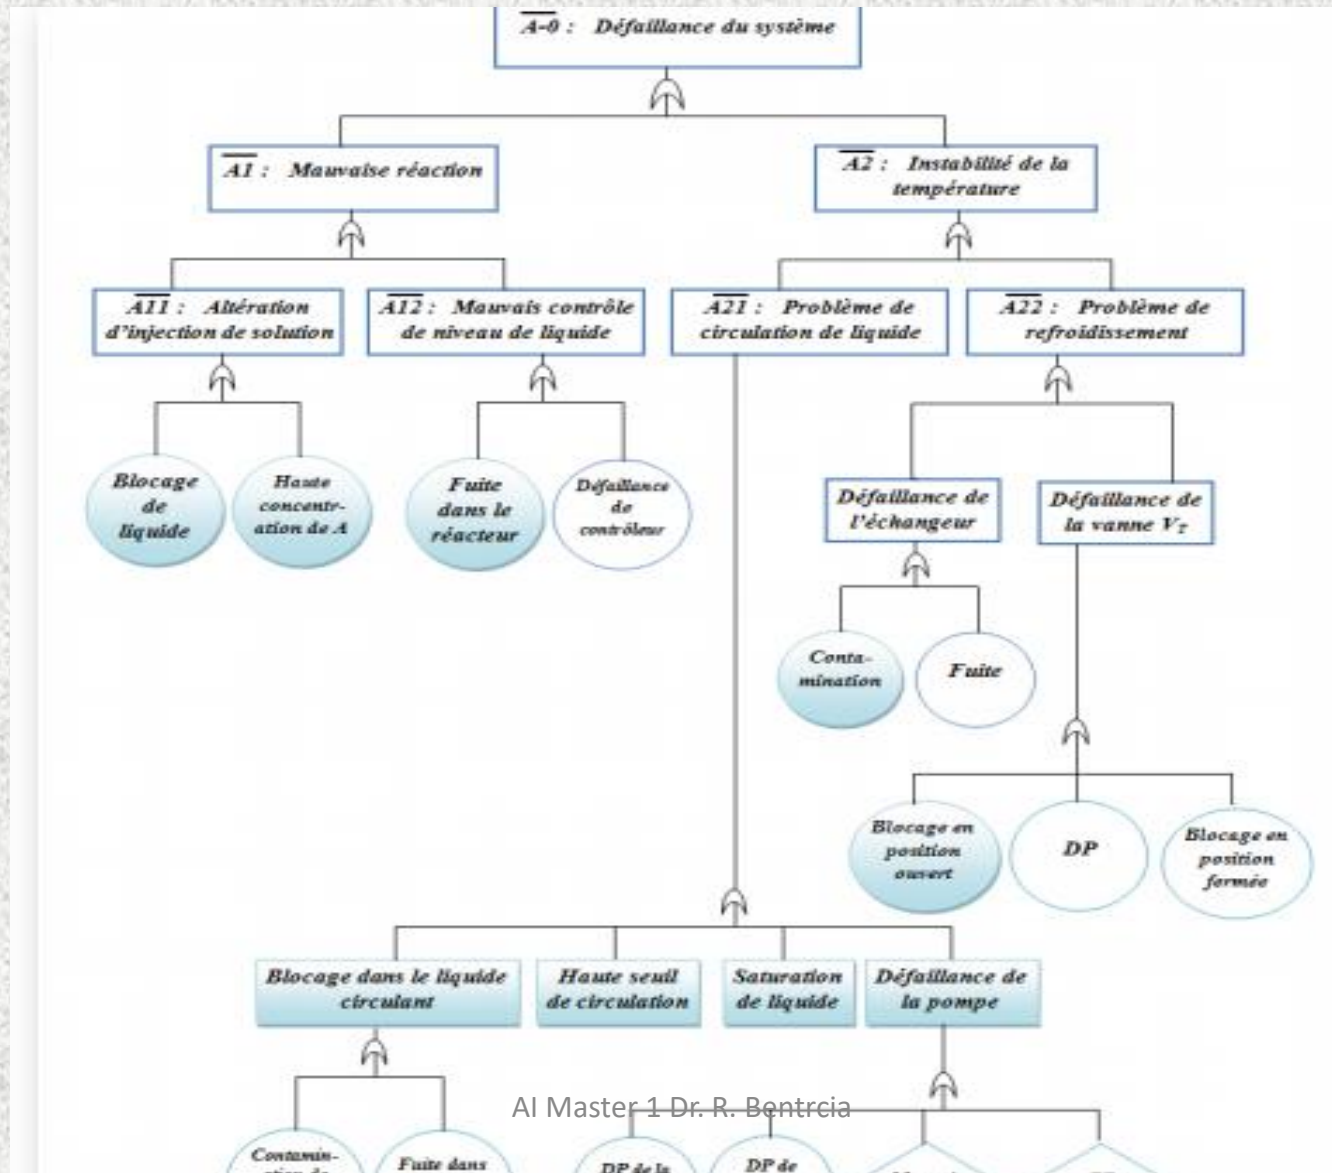 A-0 : Défaillance du système
A1 : Mauvaise réaction
A2 : Instabilité de la
température
A11 : Altération
d'injection de solution
A12 : Mauvais contrôle
de niveau de liquide
A21 : Problème de
circulation de liquide
A22 : Problème de
refroidissement
Blocage
de
liquide
Haute
concentr-
ation de A
Fuite
dans le
réacteur
Défaillance
de
contrôleur
Défaillance de
l'échangeur
Défaillance de
la vanne VT
Conta-
mination
Fuite
Blocage en
position
ouvert
DP
Blocage en
position
fermée
Blocage dans le liquide
circulant
Haute seuil
de circulation
Saturation
de liquide
Défaillance de
la pompe
AI Master 1 Dr. R. Bentrcia
Contamin-
Fuite dans
DP de la
DP de